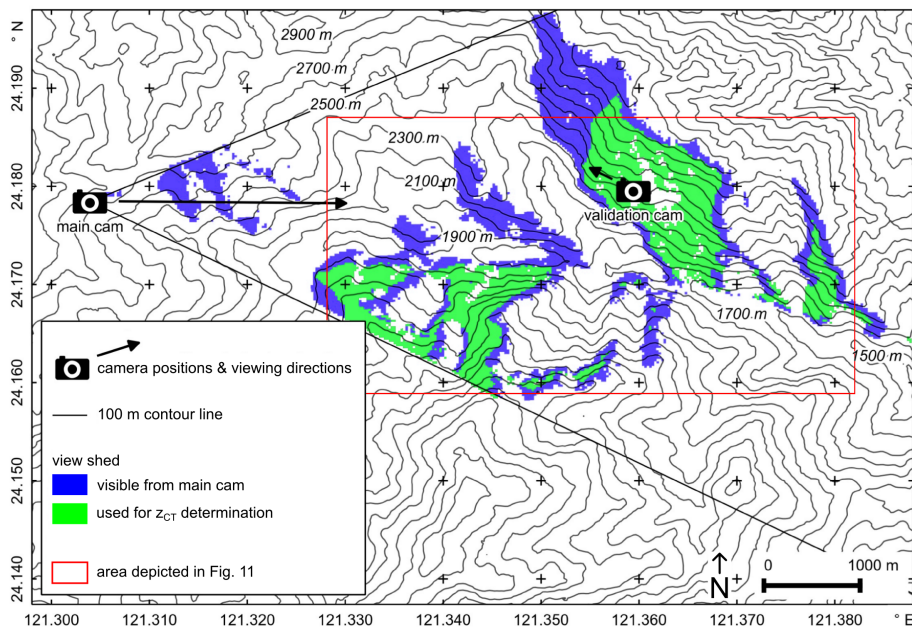 ° N
24.190
24.180
24.170
24.160
24.150
24.140
2900 m
2700 m
2500 m
2300 m
2100 m
1900 m
1700 m
1500 m
main cam
validation cam
camera positions & viewing directions
100 m contour line
view shed
visible from main cam
used for zCT determination
area depicted in Fig. 11
N
0 1000 m
121.300 121.310 121.320 121.330 121.340 121.350 121.360 121.370 121.380 ° E